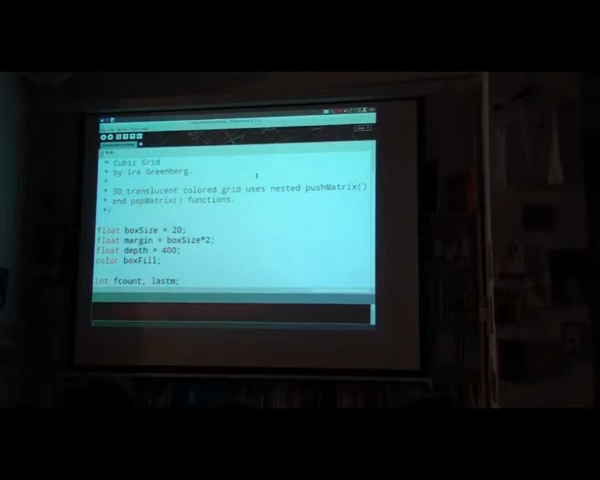 * Cubic Grid
* by Ira Greenberg.
*
* 3D translucent colored grid uses nested pushMatrix()
* and popMatrix() functions.
*/
float boxSize = 20;
float margin = boxSize*2;
float depth = 400;
color boxFill;
int fcount, lastm;